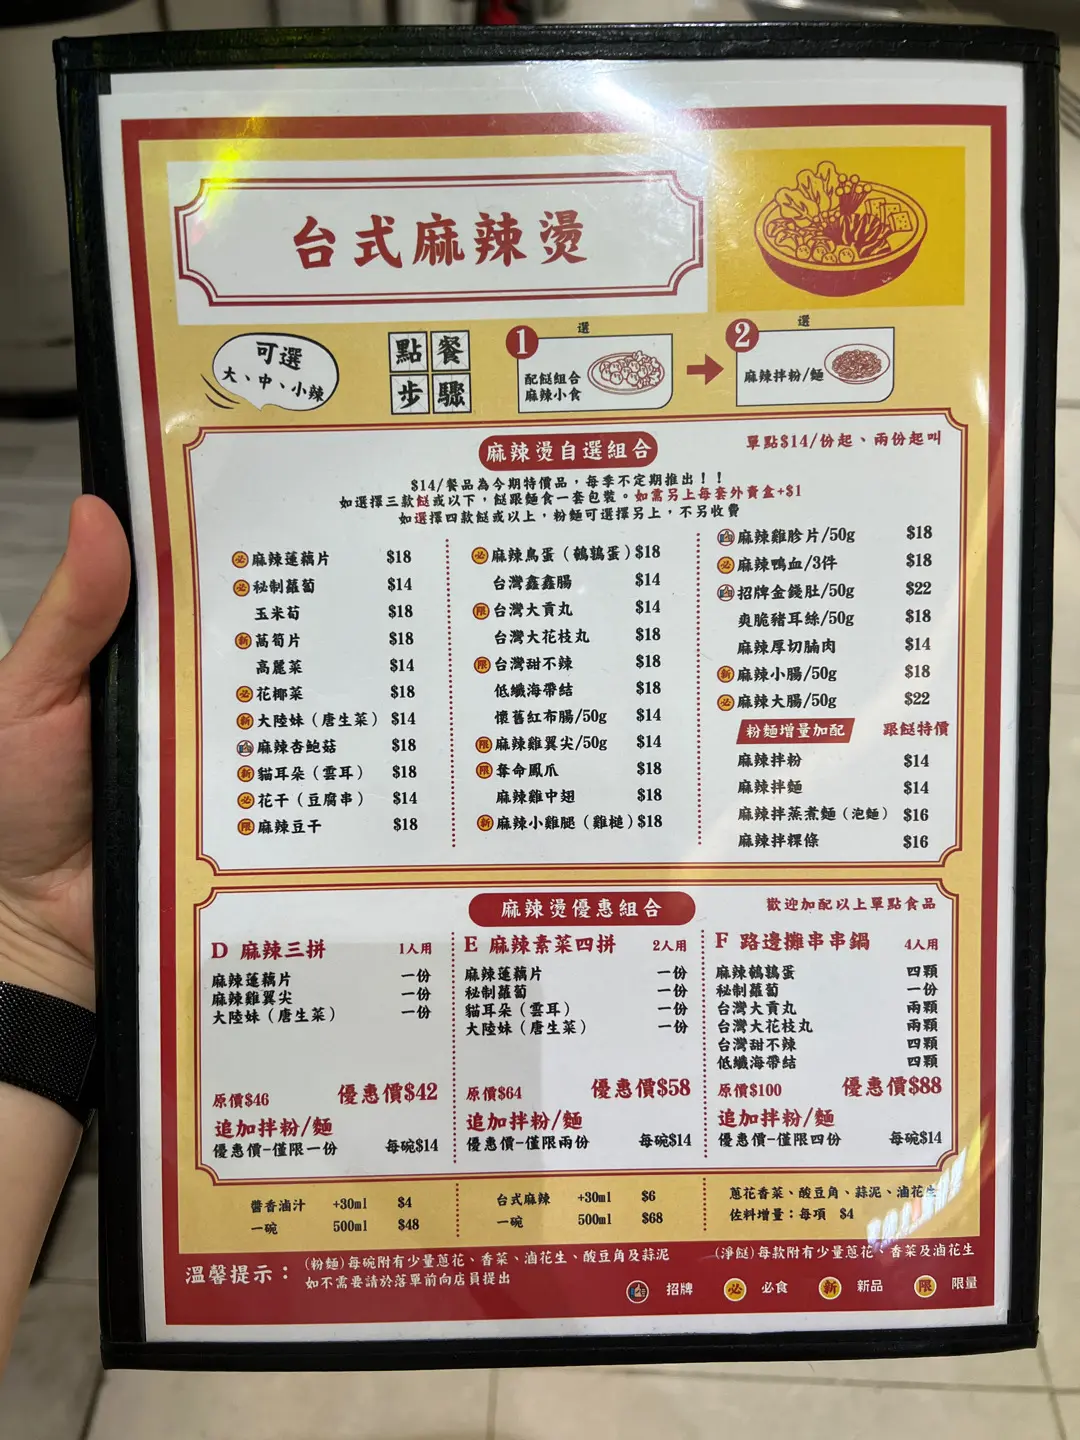 台式麻辣燙
可選
大、中、小辣
點餐
步驟
1
選
配餸組合
麻辣小食
2
選
麻辣拌粉/麵
麻辣燙自選組合
單點$14/份起、兩份起叫
$14/餐品為今期特價品，每季不定期推出！！
如選擇三款餸或以下，餸跟麵食一套包裝。如需另上每套外賣盒+$1
如選擇四款餸或以上，粉麵可選擇另上，不另收費
必 麻辣蓮藕片 $18
必 秘制蘿蔔 $14
玉米荀 $18
新 萵筍片 $18
高麗菜 $14
必 花椰菜 $18
新 大陸妹（唐生菜） $14
麻辣杏鮑菇 $18
新 貓耳朵（雲耳） $18
必 花干（豆腐串） $14
限 麻辣豆干 $18
必 麻辣鳥蛋（鵪鶉蛋） $18
台灣鑫鑫腸 $14
限 台灣大貢丸 $14
台灣大花枝丸 $18
限 台灣甜不辣 $18
低纖海帶結 $18
懷舊紅布腸/50g $14
限 麻辣雞翼尖/50g $14
限 奪命鳳爪 $18
麻辣雞中翅 $18
新 麻辣小雞腿（雞槌） $18
麻辣雞胗片/50g $18
必 麻辣鴨血/3件 $18
招牌金錢肚/50g $22
爽脆豬耳絲/50g $18
麻辣厚切腩肉 $14
新 麻辣小腸/50g $18
必 麻辣大腸/50g $22
粉麵增量加配 跟餸特價
麻辣拌粉 $14
麻辣拌麵 $14
麻辣拌蒸煮麵（泡麵） $16
麻辣拌粿條 $16
麻辣燙優惠組合
歡迎加配以上單點食品
D 麻辣三拼 1人用
麻辣蓮藕片 一份
麻辣雞翼尖 一份
大陸妹（唐生菜） 一份
原價$46 優惠價$42
追加拌粉/麵
優惠價-僅限一份 每碗$14
E 麻辣素菜四拼 2人用
麻辣蓮藕片 一份
秘制蘿蔔 一份
貓耳朵（雲耳） 一份
大陸妹（唐生菜） 一份
原價$64 優惠價$58
追加拌粉/麵
優惠價-僅限兩份 每碗$14
F 路邊攤串串鍋 4人用
麻辣鵪鶉蛋 四顆
秘制蘿蔔 一份
台灣大貢丸 兩顆
台灣大花枝丸 兩顆
台灣甜不辣 四顆
低纖海帶結 四顆
原價$100 優惠價$88
追加拌粉/麵
優惠價-僅限四份 每碗$14
醬香滷汁 +30ml $4
一碗 500ml $48
台式麻辣 +30ml $6
一碗 500ml $68
蔥花香菜、酸豆角、蒜泥、滷花生
佐料增量：每項 $4
溫馨提示：
(粉麵)每碗附有少量蔥花、香菜、滷花生、酸豆角及蒜泥
如不需要請於落單前向店員提出
(淨餸)每款附有少量蔥花、香菜及滷花生
招牌 必 必食 新 新品 限 限量